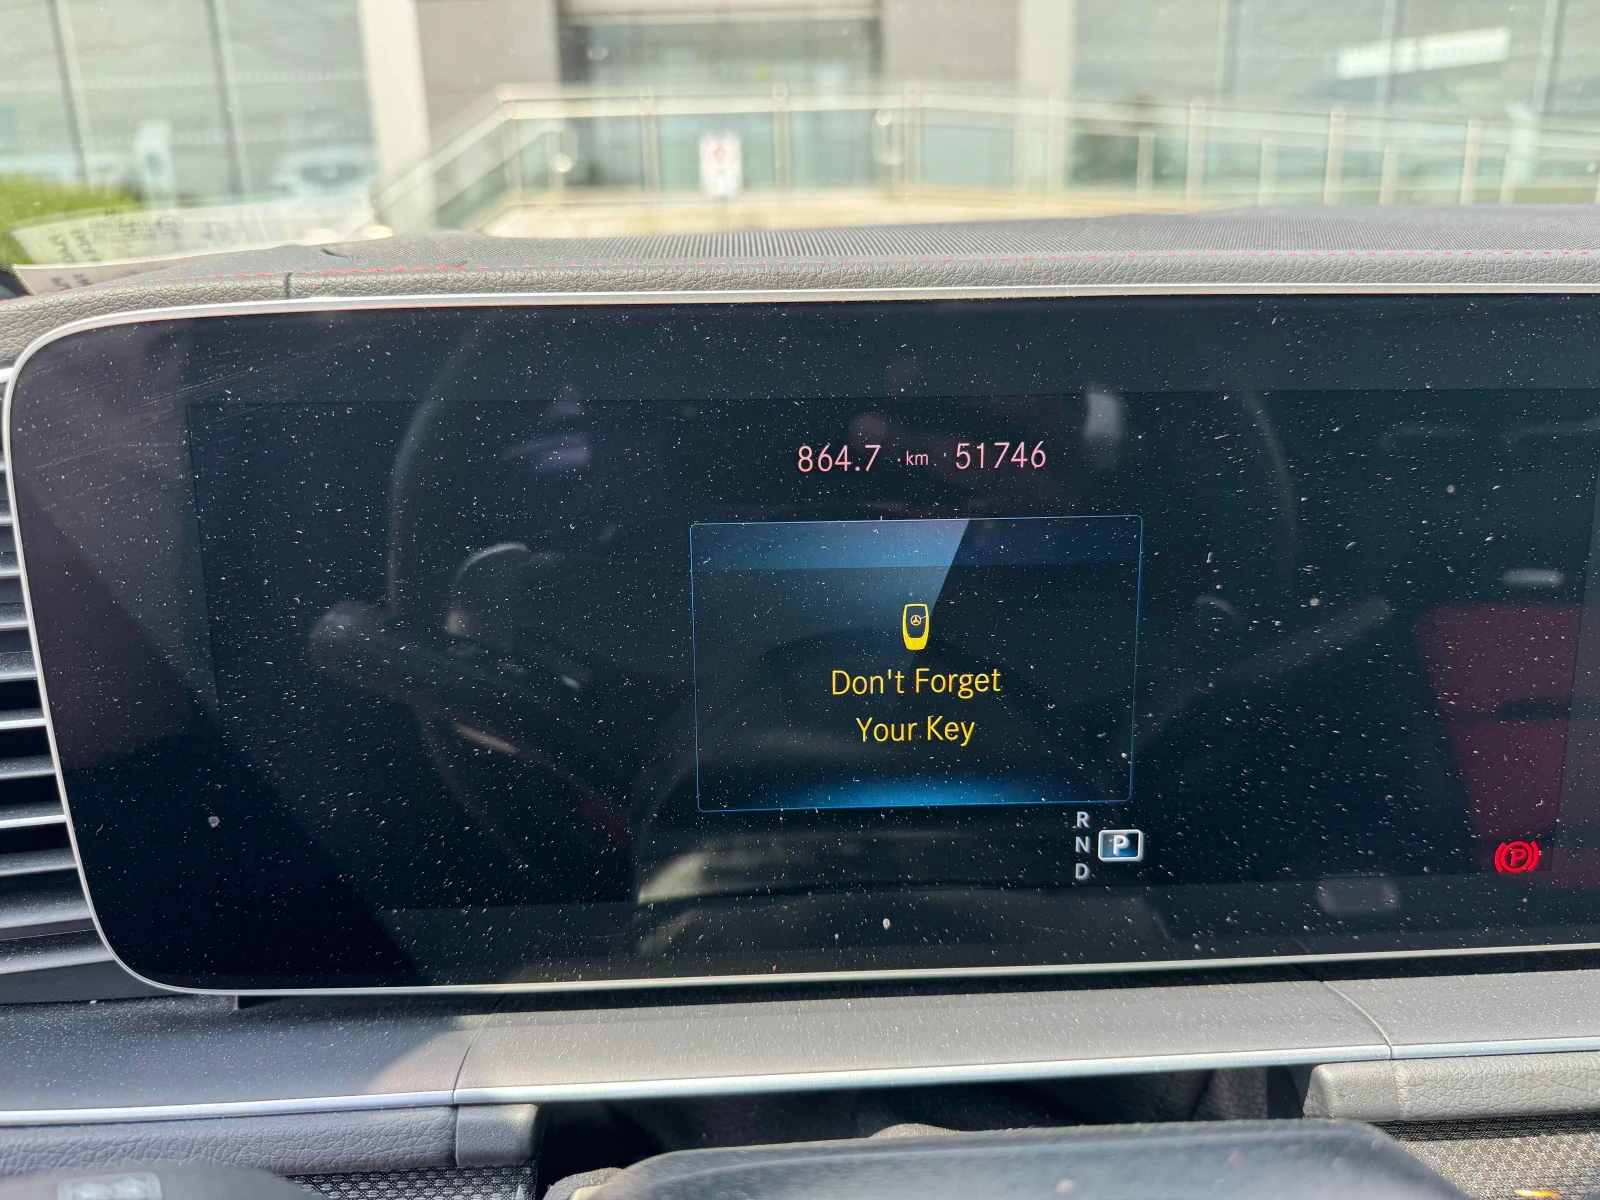 864.7 km 51746
Don't Forget
Your Key
R
N P
D
P